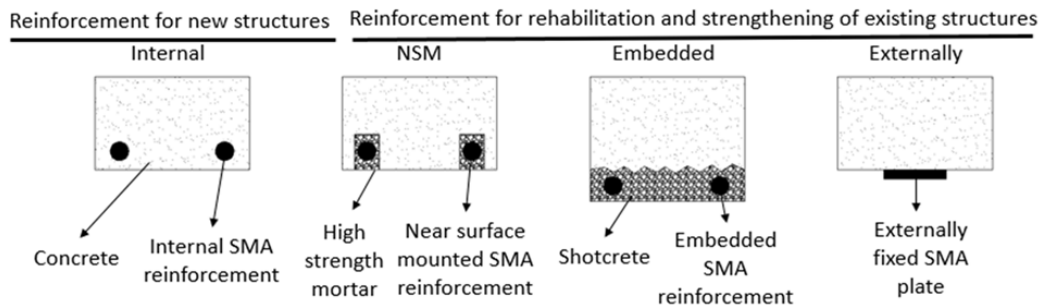 Reinforcement for new structures
Reinforcement for rehabilitation and strengthening of existing structures
Internal
NSM
Embedded
Externally
Concrete
Internal SMA
reinforcement
High
strength
mortar
Near surface
mounted SMA
reinforcement
Shotcrete
Embedded
SMA
reinforcement
Externally
fixed SMA
plate